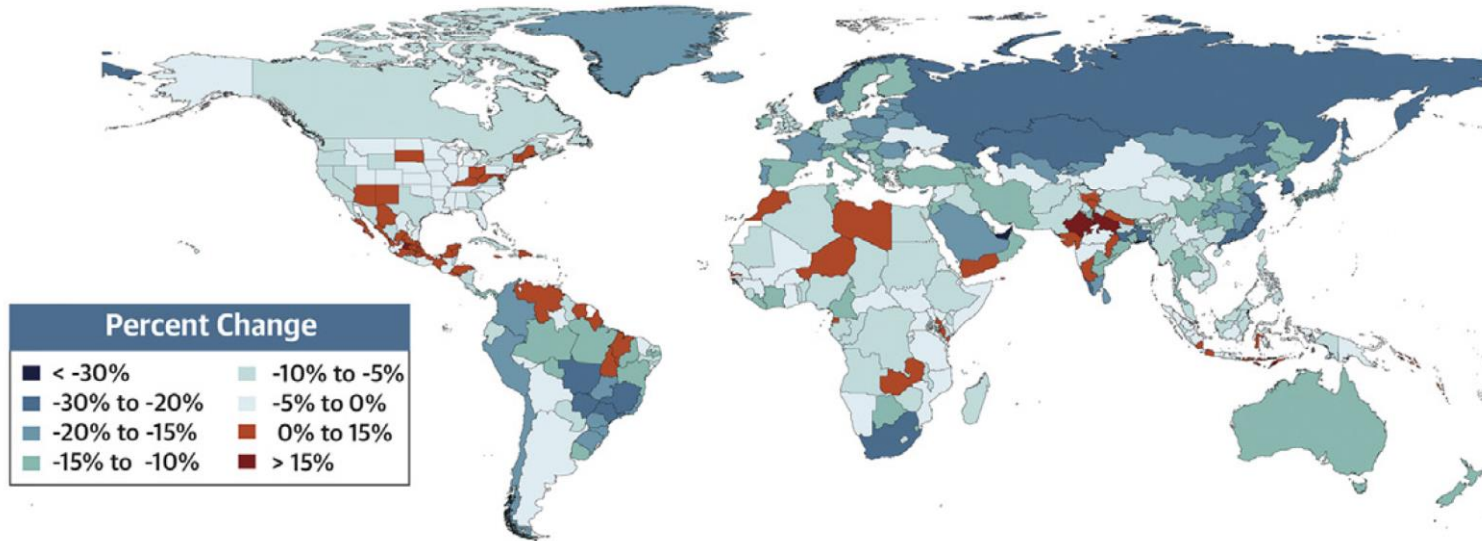 Percent Change
< -30%
-30% to -20%
-20% to -15%
-15% to -10%
-10% to -5%
-5% to 0%
0% to 15%
> 15%